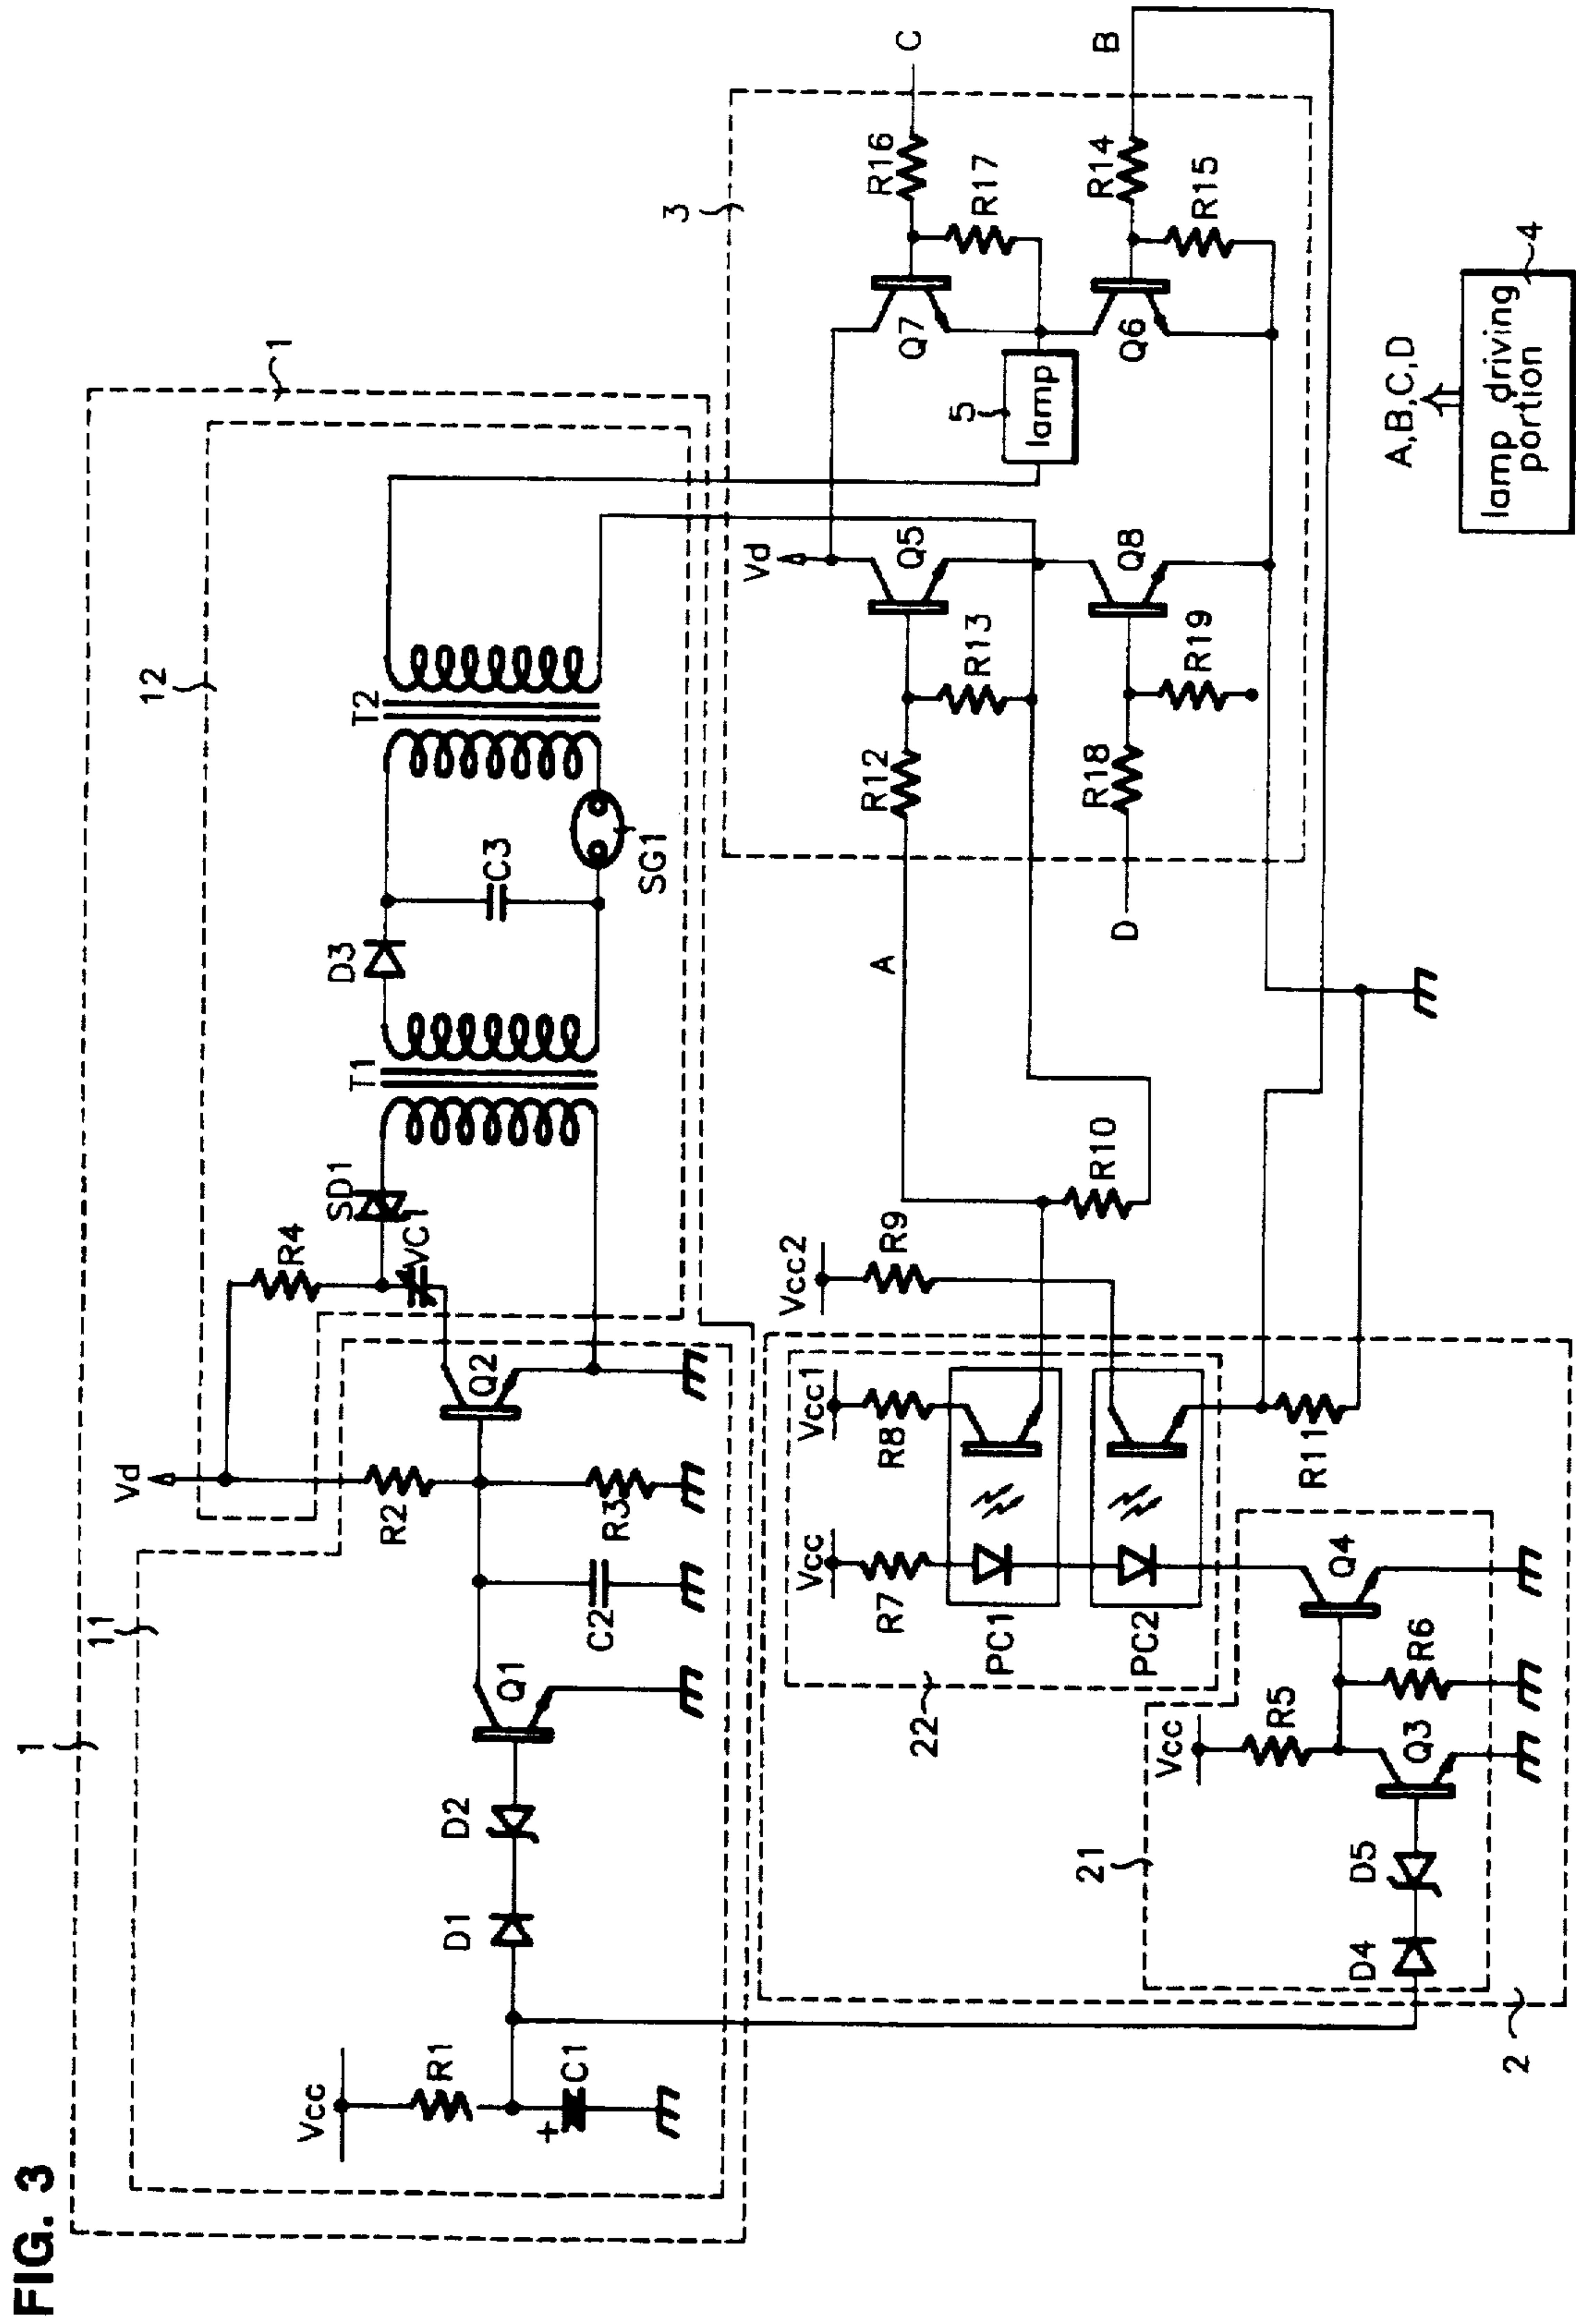 FIG. 3
1
11
Vcc
R1
+
C1
D1
D2
Q1
C2
R3
R2
Vd
Q2
12
1
R4
SD1
VC1
T1
D3
C3
SG1
T2
2
21
D4
D5
Q3
Vcc
R5
R6
Q4
22
Vcc
R7
PC1
PC2
Vcc1
R8
R11
Vcc2
R9
R10
A
D
3
R12
R13
R18
R19
Vd
Q5
Q8
5
lamp
Q7
Q6
R16
R17
R14
R15
C
B
A,B,C,D
lamp driving
portion
4